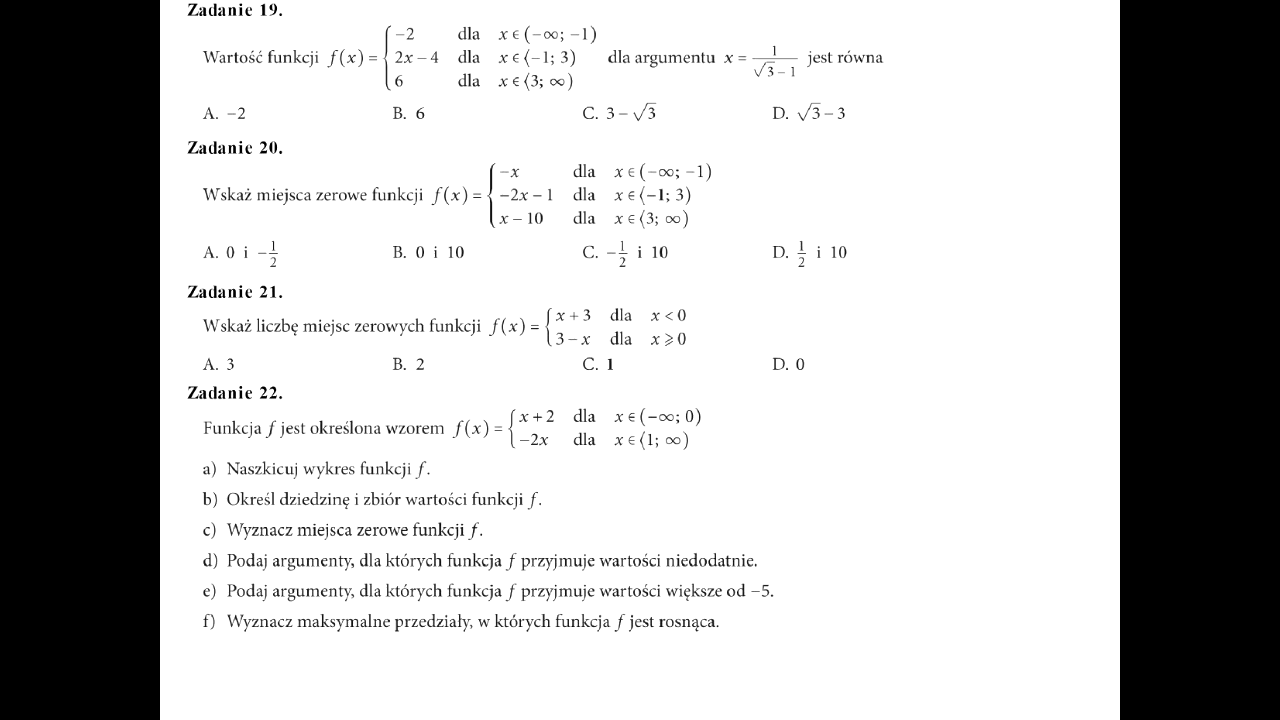 Zadanie 19.
Wartość funkcji f(x) = { −2 dla x ∈ (−∞; −1)
2x − 4 dla x ∈ ⟨−1; 3)
6 dla x ∈ ⟨3; ∞)
dla argumentu x = 1/(√3 − 1) jest równa
A. −2 B. 6 C. 3 − √3 D. √3 − 3
Zadanie 20.
Wskaż miejsca zerowe funkcji f(x) = { −x dla x ∈ (−∞; −1)
−2x − 1 dla x ∈ ⟨−1; 3)
x − 10 dla x ∈ ⟨3; ∞)
A. 0 i −1/2 B. 0 i 10 C. −1/2 i 10 D. 1/2 i 10
Zadanie 21.
Wskaż liczbę miejsc zerowych funkcji f(x) = { x + 3 dla x < 0
3 − x dla x ⩾ 0
A. 3 B. 2 C. 1 D. 0
Zadanie 22.
Funkcja f jest określona wzorem f(x) = { x + 2 dla x ∈ (−∞; 0)
−2x dla x ∈ ⟨1; ∞)
a) Naszkicuj wykres funkcji f.
b) Określ dziedzinę i zbiór wartości funkcji f.
c) Wyznacz miejsca zerowe funkcji f.
d) Podaj argumenty, dla których funkcja f przyjmuje wartości niedodatnie.
e) Podaj argumenty, dla których funkcja f przyjmuje wartości większe od −5.
f) Wyznacz maksymalne przedziały, w których funkcja f jest rosnąca.